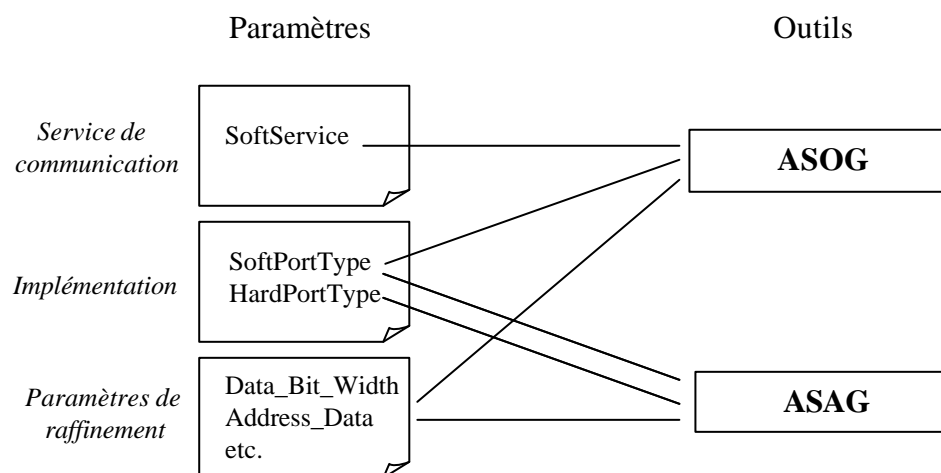 Paramètres
Outils
Service de
communication
SoftService
ASOG
Implémentation
SoftPortType
HardPortType
Paramètres de
raffinement
Data_Bit_Width
Address_Data
etc.
ASAG